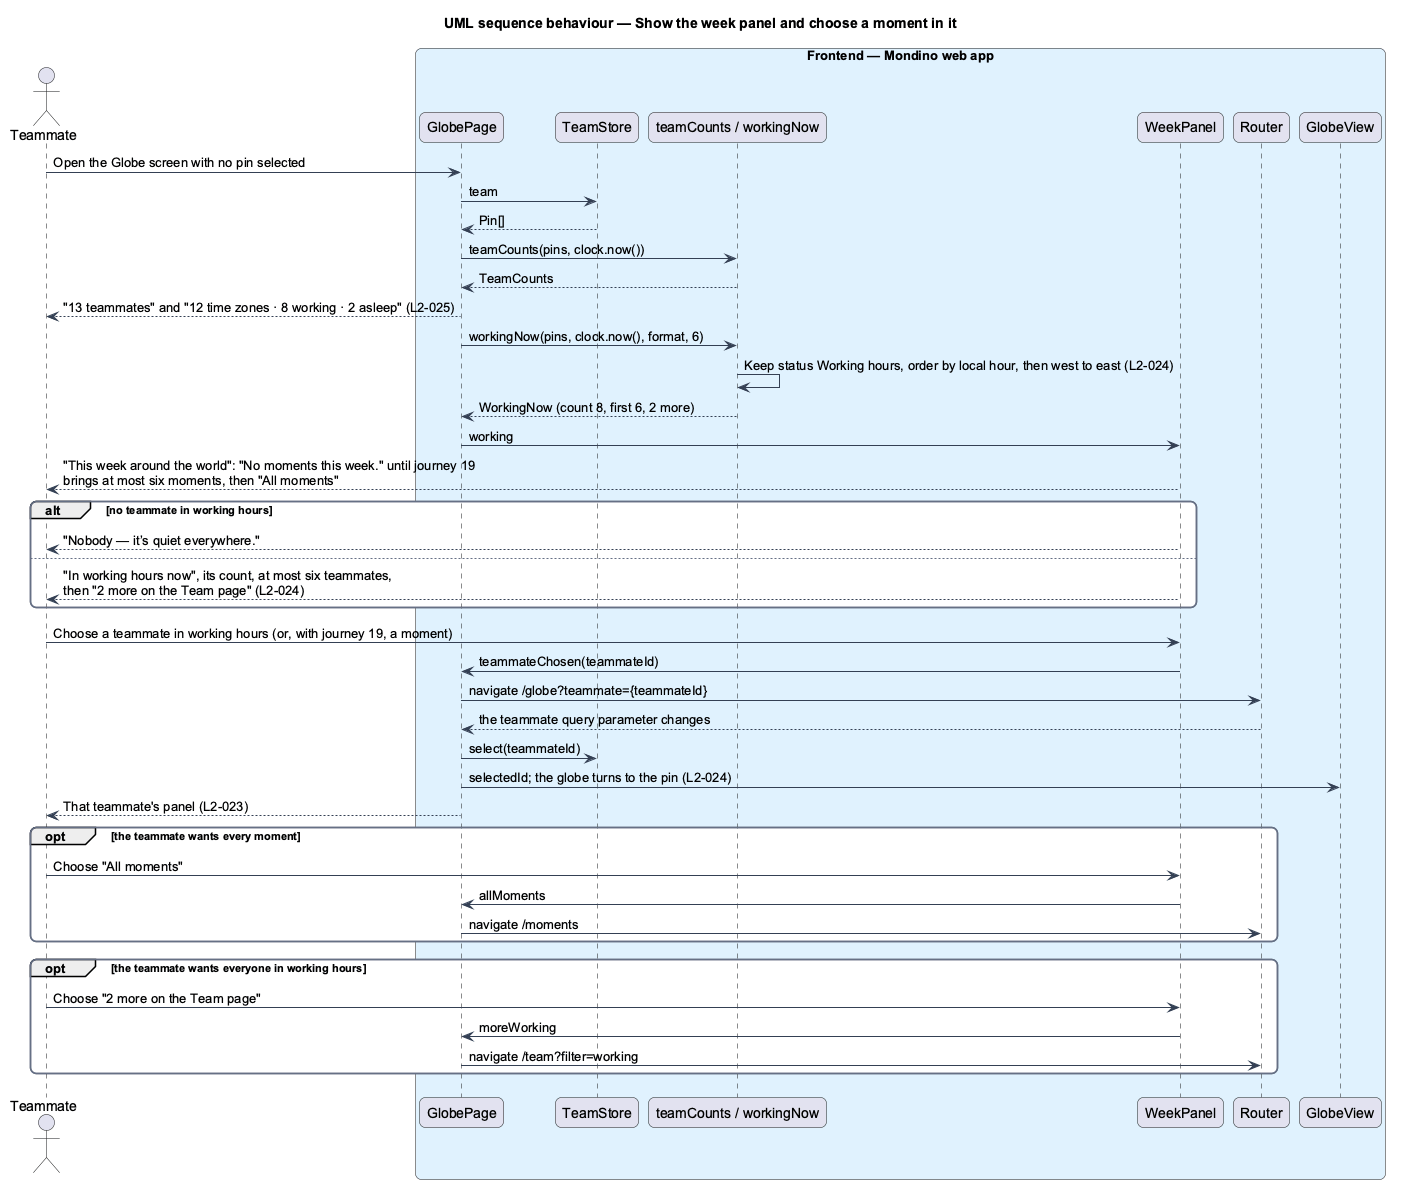 UML sequence behaviour — Show the week panel and choose a moment in it
Frontend — Mondino web app
Teammate
GlobePage
TeamStore
teamCounts / workingNow
WeekPanel
Router
GlobeView
Open the Globe screen with no pin selected
team
Pin[]
teamCounts(pins, clock.now())
TeamCounts
"13 teammates" and "12 time zones · 8 working · 2 asleep" (L2-025)
workingNow(pins, clock.now(), format, 6)
Keep status Working hours, order by local hour, then west to east (L2-024)
WorkingNow (count 8, first 6, 2 more)
working
"This week around the world": "No moments this week." until journey 19
brings at most six moments, then "All moments"
alt
[no teammate in working hours]
"Nobody — it's quiet everywhere."
"In working hours now", its count, at most six teammates,
then "2 more on the Team page" (L2-024)
Choose a teammate in working hours (or, with journey 19, a moment)
teammateChosen(teammateId)
navigate /globe?teammate={teammateId}
the teammate query parameter changes
select(teammateId)
selectedId; the globe turns to the pin (L2-024)
That teammate's panel (L2-023)
opt
[the teammate wants every moment]
Choose "All moments"
allMoments
navigate /moments
opt
[the teammate wants everyone in working hours]
Choose "2 more on the Team page"
moreWorking
navigate /team?filter=working
Teammate
GlobePage
TeamStore
teamCounts / workingNow
WeekPanel
Router
GlobeView